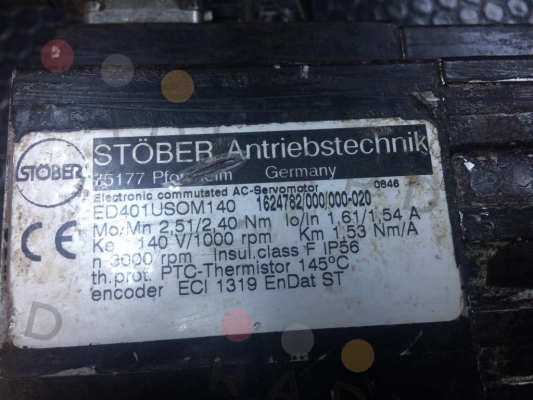 STÖBER
STÖBER Antriebstechnik
75177 Pforzheim Germany
Electronic commutated AC-Servomotor 0846
ED401USOM140 1624762/000/000-020
Mo/Mn 2,51/2,40 Nm Io/In 1,61/1,54 A
Ke 140 V/1000 rpm Km 1,53 Nm/A
n 3000 rpm Insul.class F IP56
th.prot. PTC-Thermistor 145°C
encoder ECI 1319 EnDat ST
CE